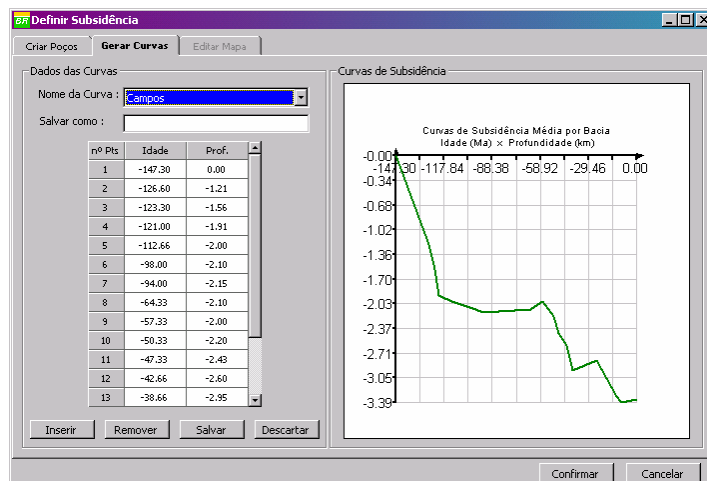 BR Definir Subsidência
Criar Poços Gerar Curvas Editar Mapa
Dados das Curvas
Nome da Curva : Campos
Salvar como :
nº Pts Idade Prof.
1 -147.30 0.00
2 -126.60 -1.21
3 -123.30 -1.56
4 -121.00 -1.91
5 -112.66 -2.00
6 -98.00 -2.10
7 -94.00 -2.15
8 -64.33 -2.10
9 -57.33 -2.00
10 -50.33 -2.20
11 -47.33 -2.43
12 -42.66 -2.60
13 -38.66 -2.95
Inserir Remover Salvar Descartar
Curvas de Subsidência
Curvas de Subsidência Média por Bacia
Idade (Ma) × Profundidade (km)
-0.00
-147.30 -117.84 -88.38 -58.92 -29.46 0.00
-0.34
-0.68
-1.02
-1.36
-1.70
-2.03
-2.37
-2.71
-3.05
-3.39
Confirmar Cancelar